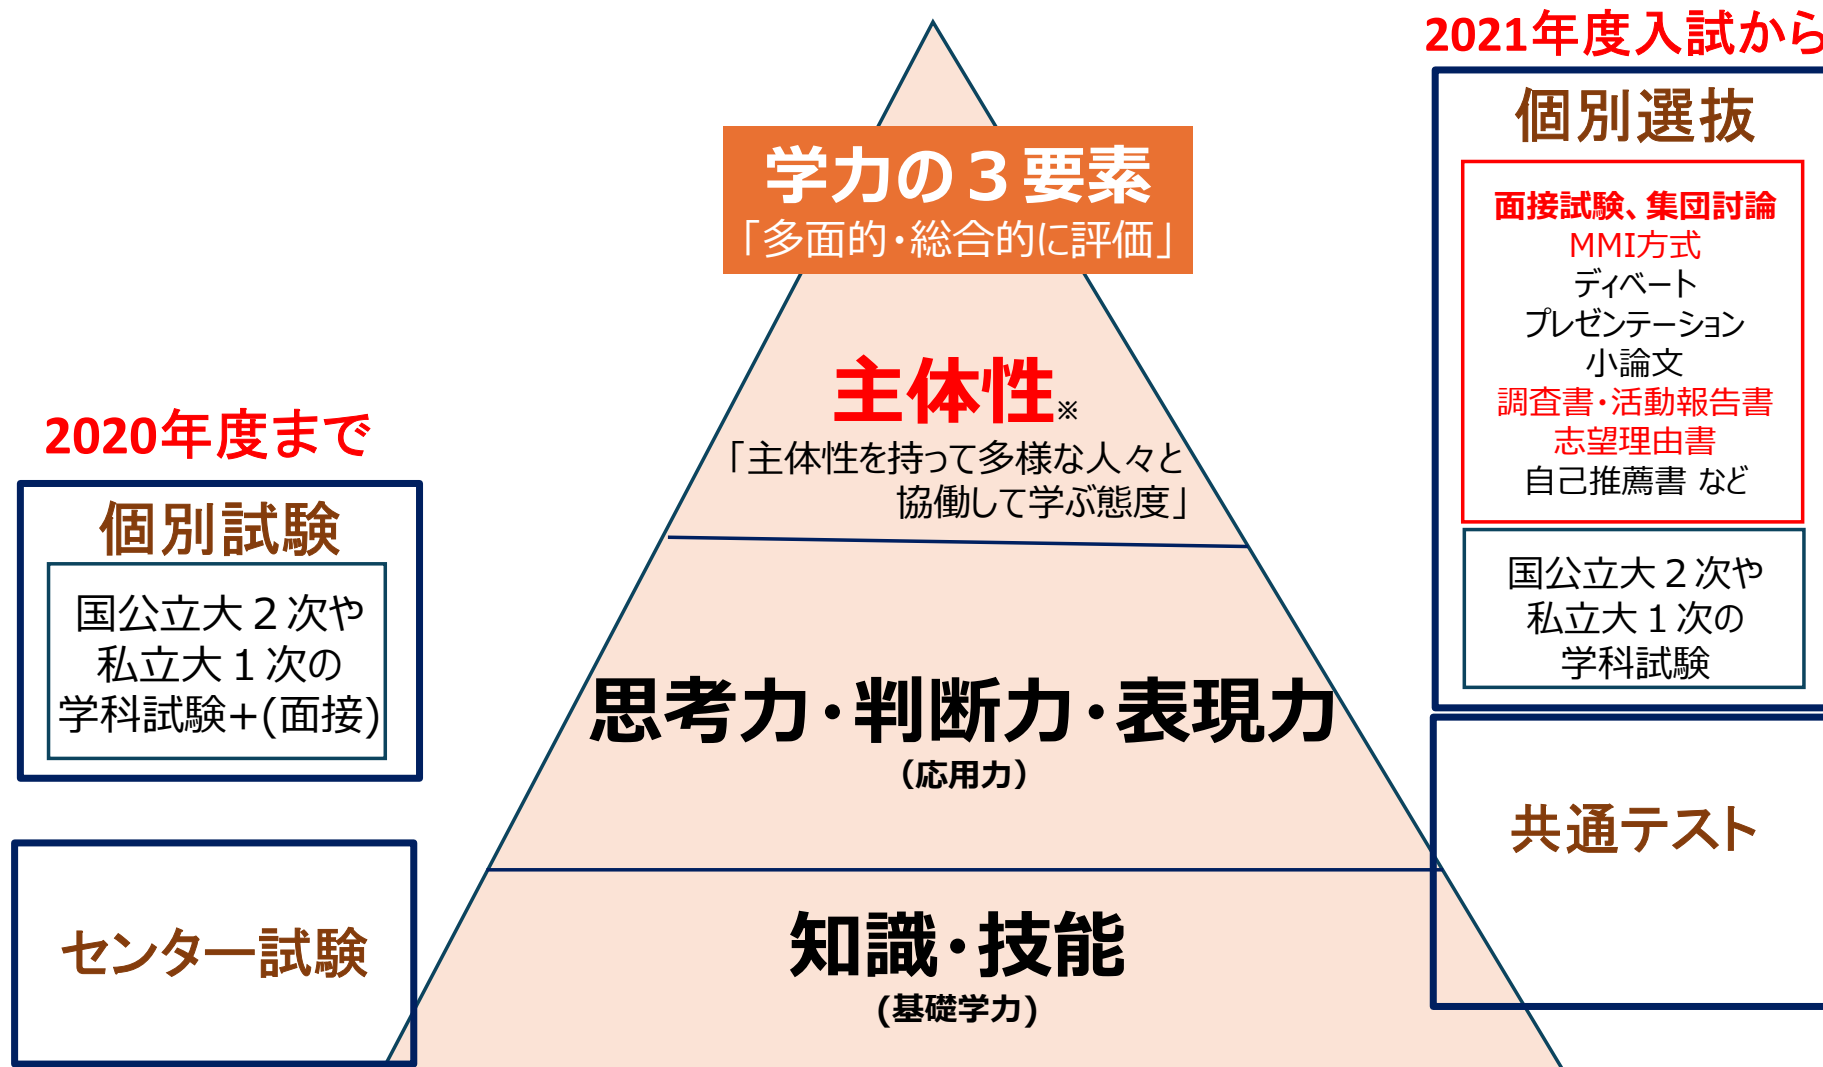 2020年度まで
個別試験
国公立大２次や
私立大１次の
学科試験+(面接)
センター試験
学力の３要素
「多面的・総合的に評価」
主体性※
「主体性を持って多様な人々と
協働して学ぶ態度」
思考力・判断力・表現力
（応用力）
知識・技能
(基礎学力)
2021年度入試から
個別選抜
面接試験、集団討論
MMI方式
ディベート
プレゼンテーション
小論文
調査書・活動報告書
志望理由書
自己推薦書 など
国公立大２次や
私立大１次の
学科試験
共通テスト